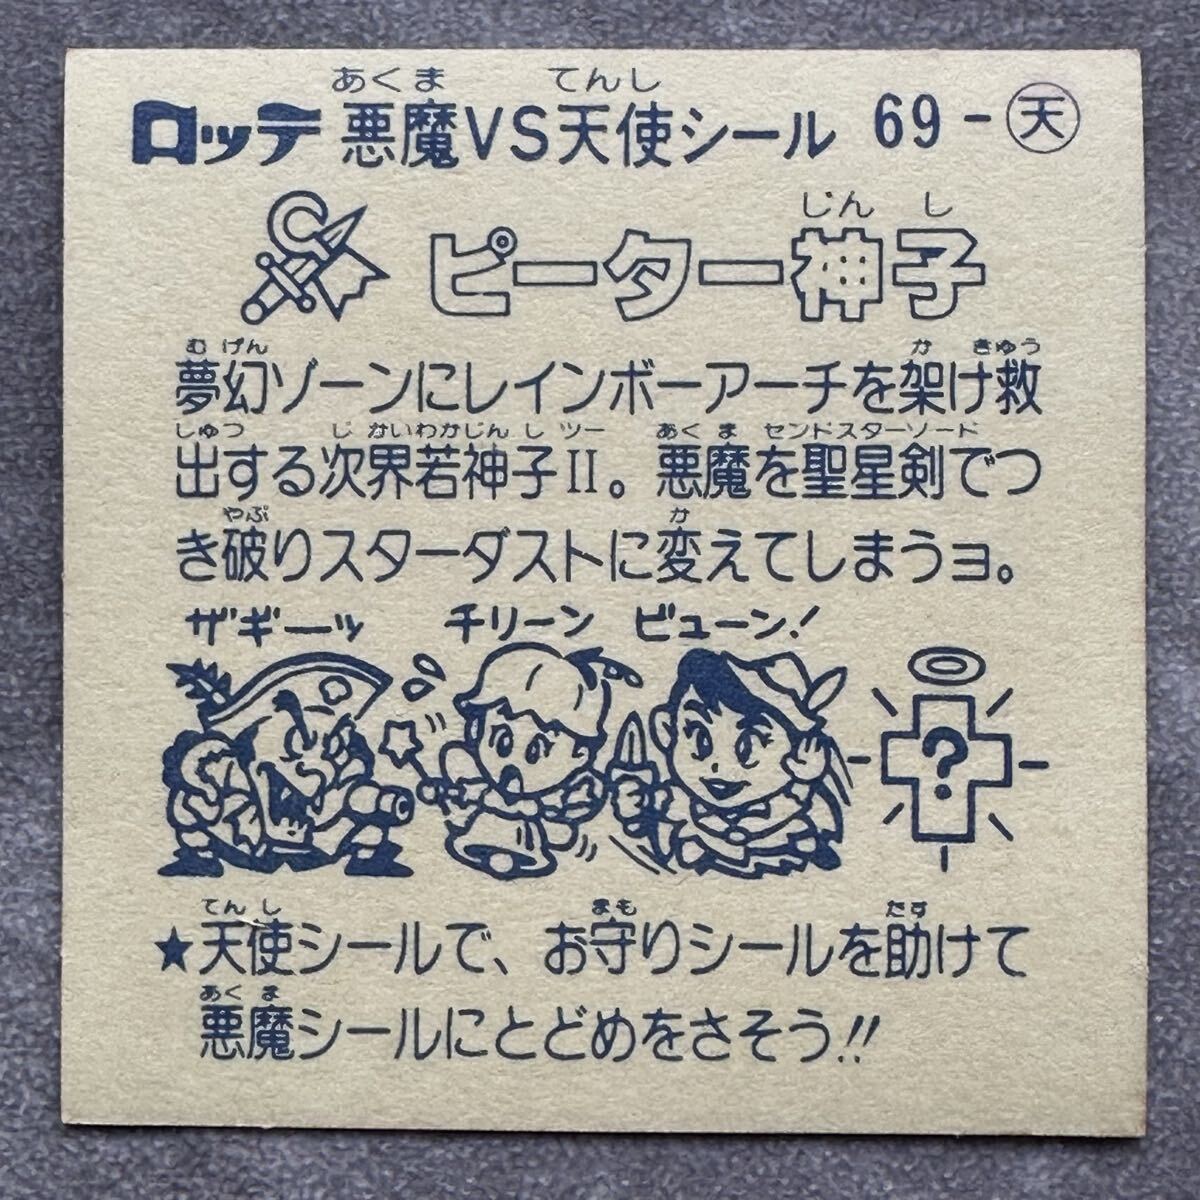 あくま てんし
ロッテ 悪魔VS天使シール 69-天
じんし
ピーター神子
むげん か きゅう
夢幻ゾーンにレインボーアーチを架け救
しゅつ じかいわかじんしツー あくま センドスターソード
出する次界若神子II。悪魔を聖星剣でつ
やぶ か
き破りスターダストに変えてしまうヨ。
ザギーッ チリーン ビューン!
?
てんし まも たす
★天使シールで、お守りシールを助けて
あくま
悪魔シールにとどめをさそう!!